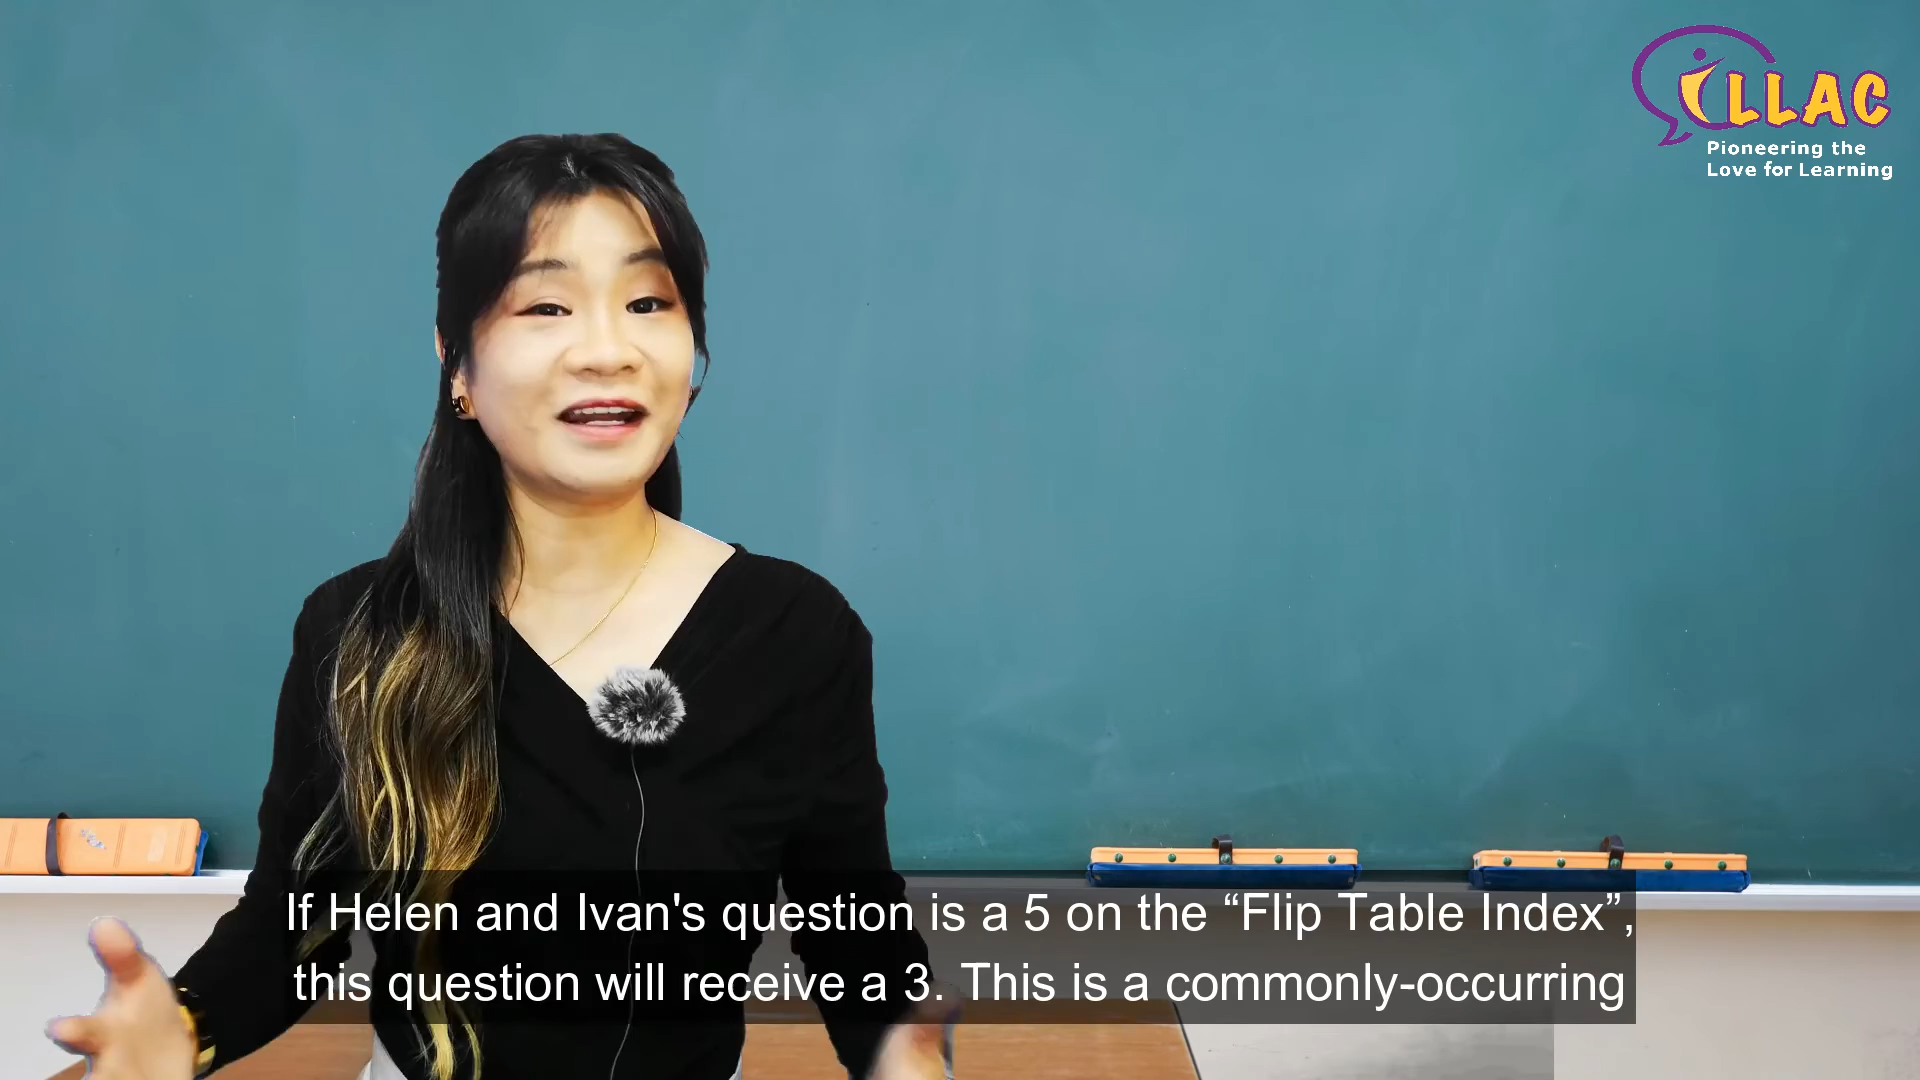 iLLAC
Pioneering the
Love for Learning
If Helen and Ivan's question is a 5 on the “Flip Table Index”,
this question will receive a 3. This is a commonly-occurring